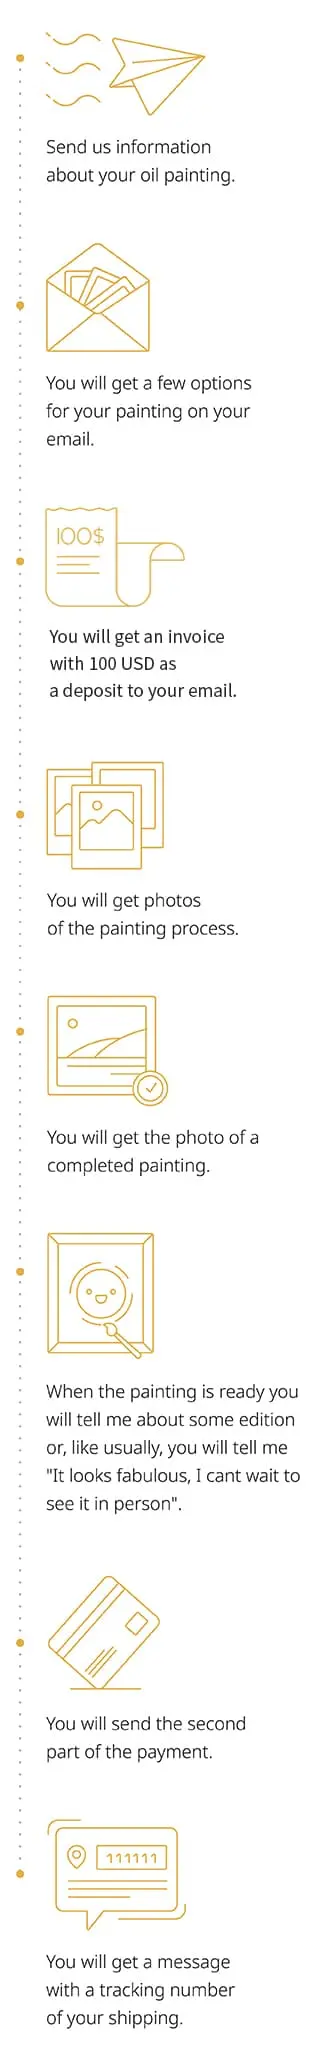 Send us information
about your oil painting.
You will get a few options
for your painting on your
email.
100$
You will get an invoice
with 100 USD as
a deposit to your email.
You will get photos
of the painting process.
You will get the photo of a
completed painting.
When the painting is ready you
will tell me about some edition
or, like usually, you will tell me
"It looks fabulous, I cant wait to
see it in person".
You will send the second
part of the payment.
111111
You will get a message
with a tracking number
of your shipping.